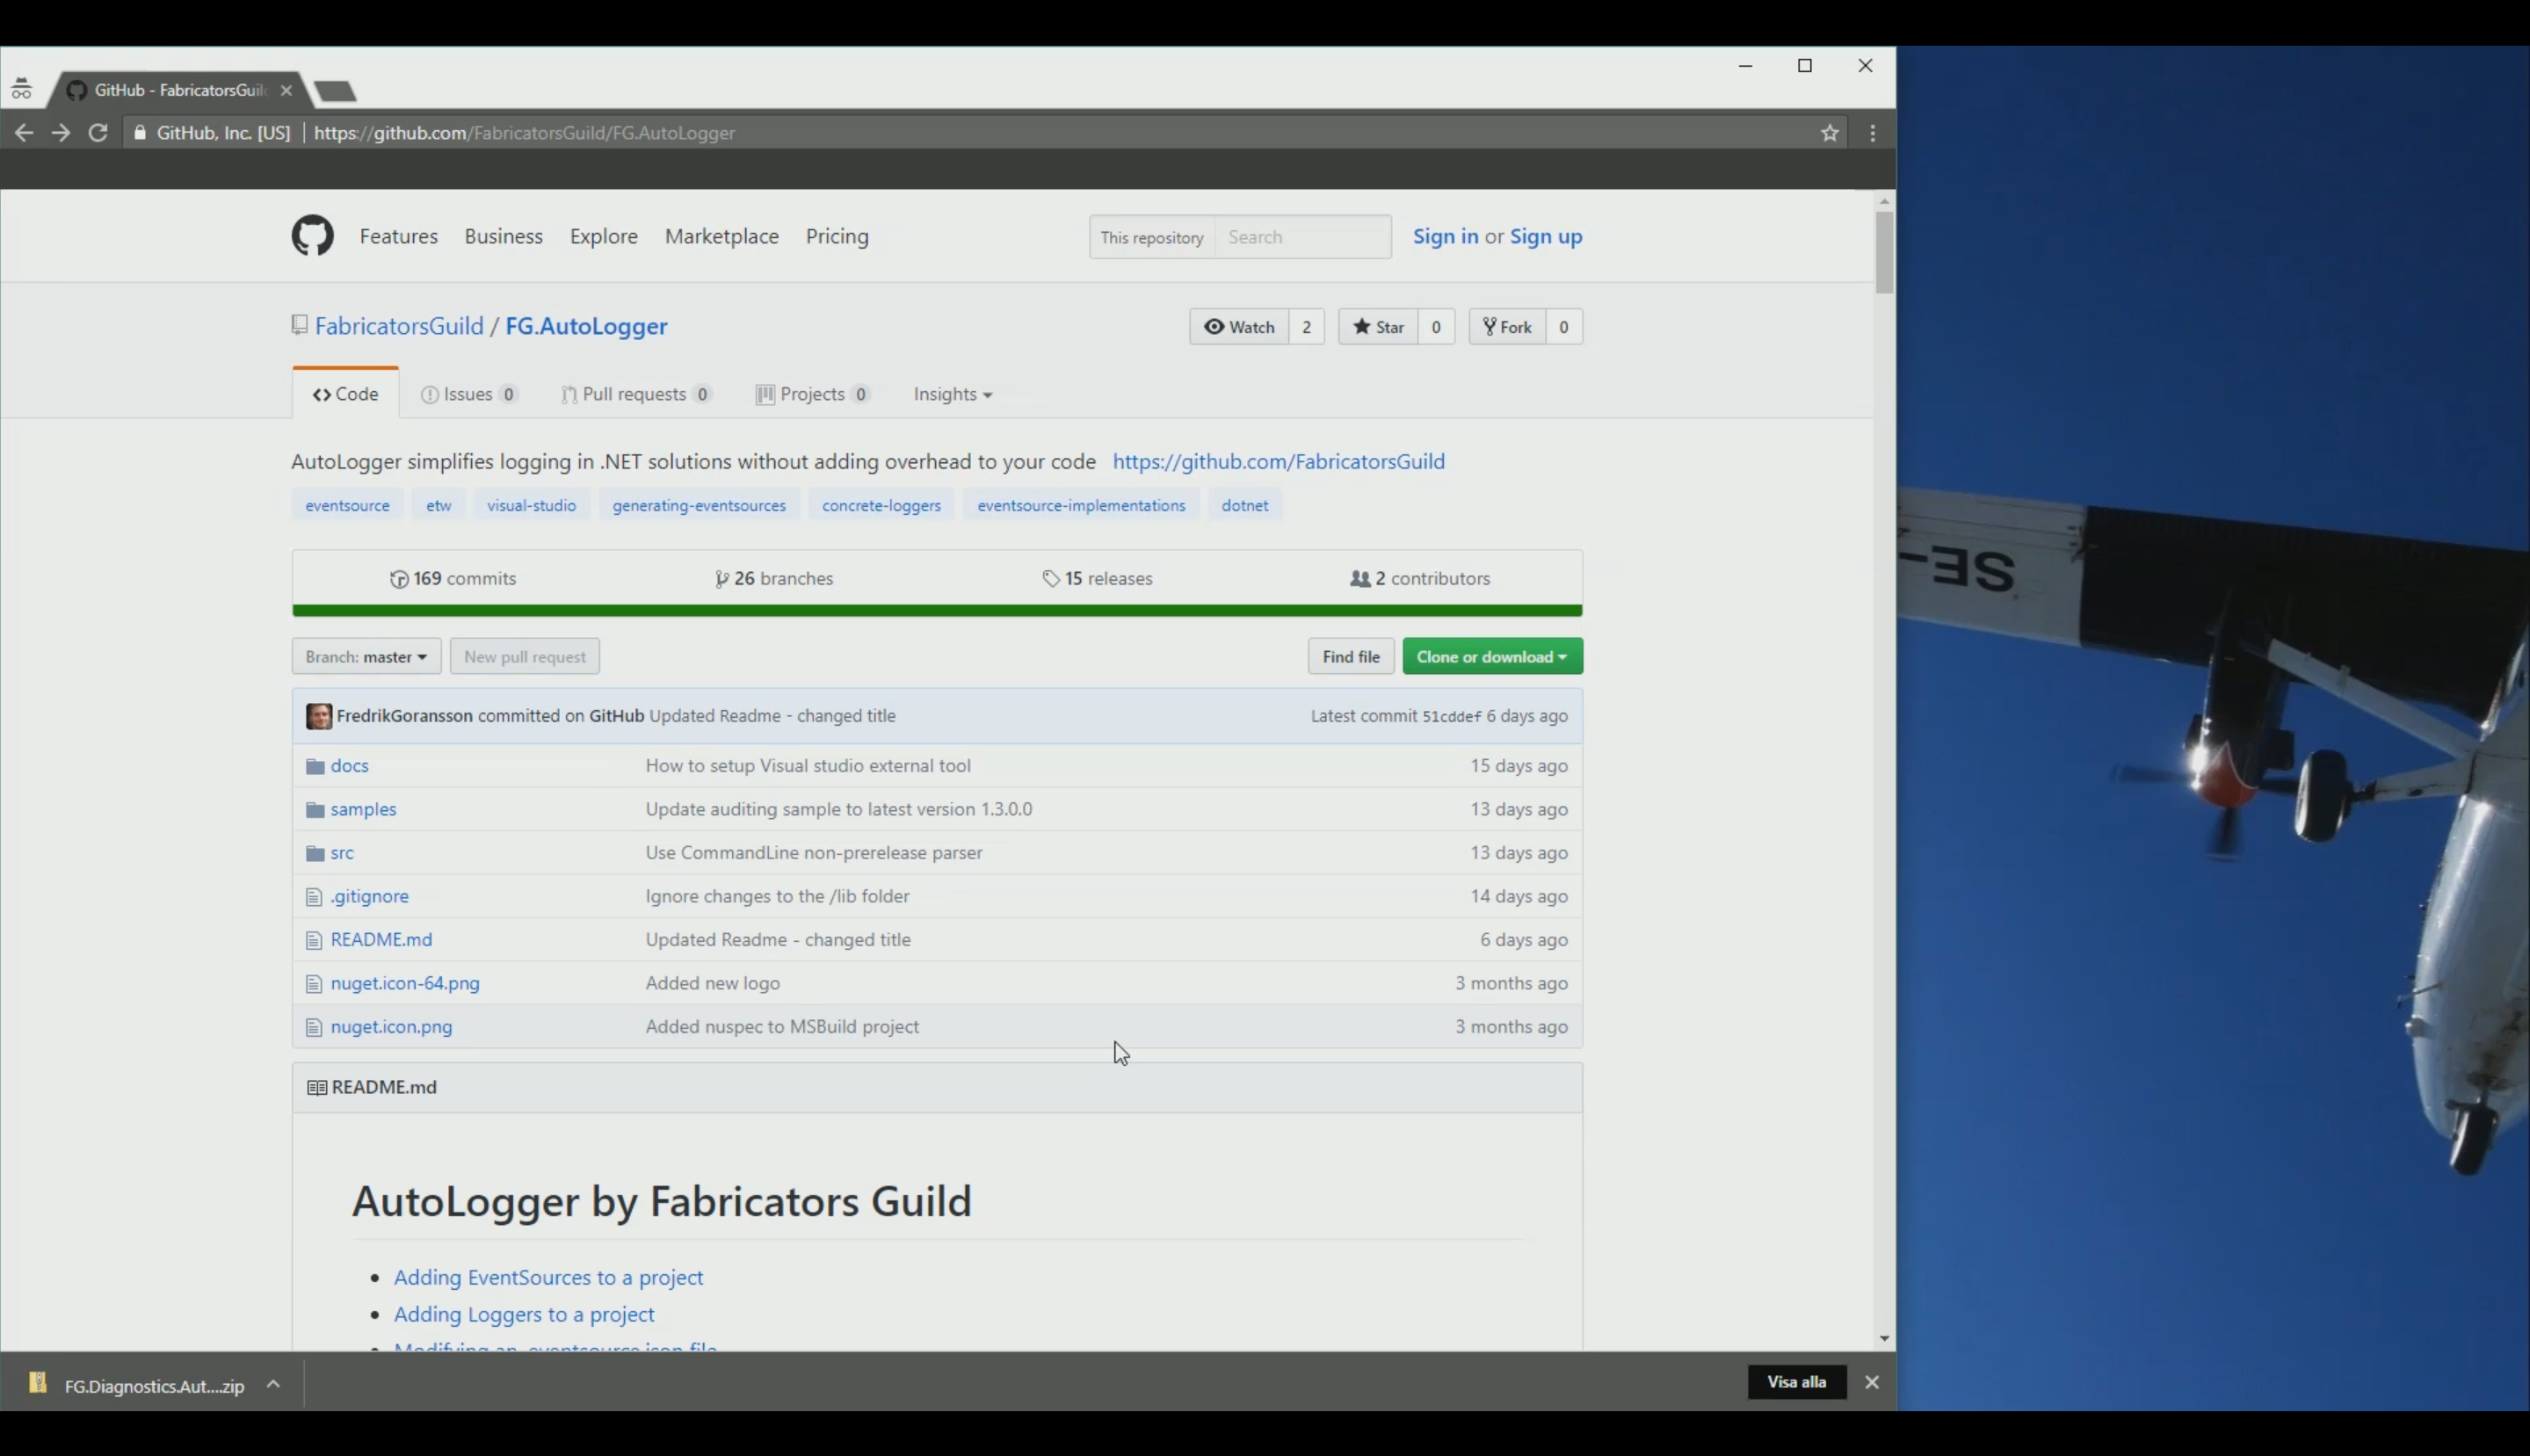 GitHub - FabricatorsGuil
GitHub, Inc. [US] | https://github.com/FabricatorsGuild/FG.AutoLogger
Features Business Explore Marketplace Pricing This repository Search Sign in or Sign up
FabricatorsGuild / FG.AutoLogger Watch 2 Star 0 Fork 0
Code Issues 0 Pull requests 0 Projects 0 Insights
AutoLogger simplifies logging in .NET solutions without adding overhead to your code https://github.com/FabricatorsGuild
eventsource etw visual-studio generating-eventsources concrete-loggers eventsource-implementations dotnet
169 commits 26 branches 15 releases 2 contributors
Branch: master New pull request Find file Clone or download
FredrikGoransson committed on GitHub Updated Readme - changed title Latest commit 51cddef 6 days ago
docs How to setup Visual studio external tool 15 days ago
samples Update auditing sample to latest version 1.3.0.0 13 days ago
src Use CommandLine non-prerelease parser 13 days ago
.gitignore Ignore changes to the /lib folder 14 days ago
README.md Updated Readme - changed title 6 days ago
nuget.icon-64.png Added new logo 3 months ago
nuget.icon.png Added nuspec to MSBuild project 3 months ago
README.md
AutoLogger by Fabricators Guild
• Adding EventSources to a project
• Adding Loggers to a project
• Modifying an .eventsource.json file
FG.Diagnostics.Aut....zip Visa alla
SE-